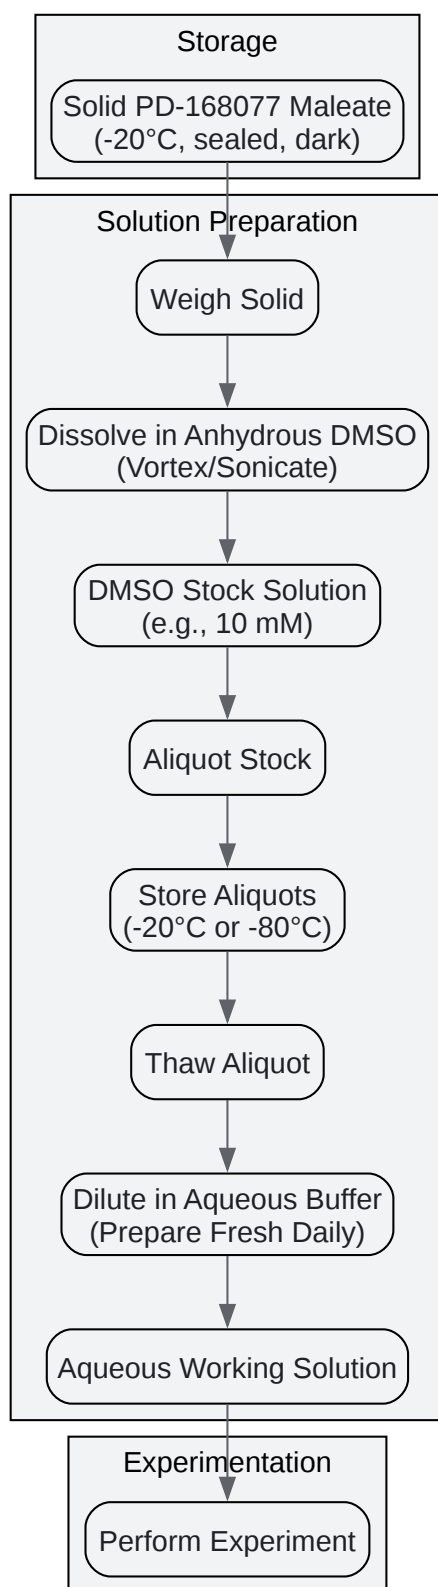 Storage
Solid PD-168077 Maleate
(-20°C, sealed, dark)
Solution Preparation
Weigh Solid
Dissolve in Anhydrous DMSO
(Vortex/Sonicate)
DMSO Stock Solution
(e.g., 10 mM)
Aliquot Stock
Store Aliquots
(-20°C or -80°C)
Thaw Aliquot
Dilute in Aqueous Buffer
(Prepare Fresh Daily)
Aqueous Working Solution
Experimentation
Perform Experiment